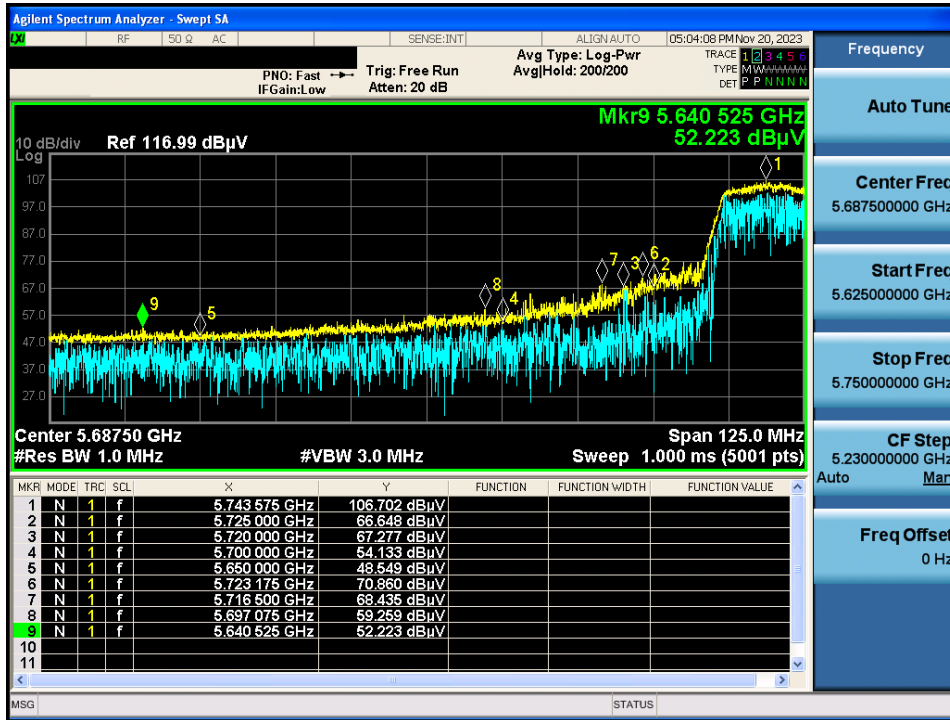 Agilent Spectrum Analyzer - Swept SA
LXI RF 50 Ω AC SENSE:INT ALIGN AUTO 05:04:08 PM Nov 20, 2023
PNO: Fast Trig: Free Run Avg Type: Log-Pwr TRACE 1 2 3 4 5 6
IFGain:Low Atten: 20 dB Avg|Hold: 200/200 TYPE M W
DET P P N N N N
Mkr9 5.640 525 GHz
52.223 dBµV
10 dB/div Ref 116.99 dBµV
Log
107
97.0
87.0
77.0
67.0
57.0
47.0
37.0
27.0
1
7 3 6 2
8 4
9 5
Center 5.68750 GHz Span 125.0 MHz
#Res BW 1.0 MHz #VBW 3.0 MHz Sweep 1.000 ms (5001 pts)
MKR MODE TRC SCL X Y FUNCTION FUNCTION WIDTH FUNCTION VALUE
1 N 1 f 5.743 575 GHz 106.702 dBµV
2 N 1 f 5.725 000 GHz 66.648 dBµV
3 N 1 f 5.720 000 GHz 67.277 dBµV
4 N 1 f 5.700 000 GHz 54.133 dBµV
5 N 1 f 5.650 000 GHz 48.549 dBµV
6 N 1 f 5.723 175 GHz 70.860 dBµV
7 N 1 f 5.716 500 GHz 68.435 dBµV
8 N 1 f 5.697 075 GHz 59.259 dBµV
9 N 1 f 5.640 525 GHz 52.223 dBµV
10
11
MSG STATUS
Frequency
Auto Tune
Center Freq
5.687500000 GHz
Start Freq
5.625000000 GHz
Stop Freq
5.750000000 GHz
CF Step
5.230000000 GHz
Auto Man
Freq Offset
0 Hz